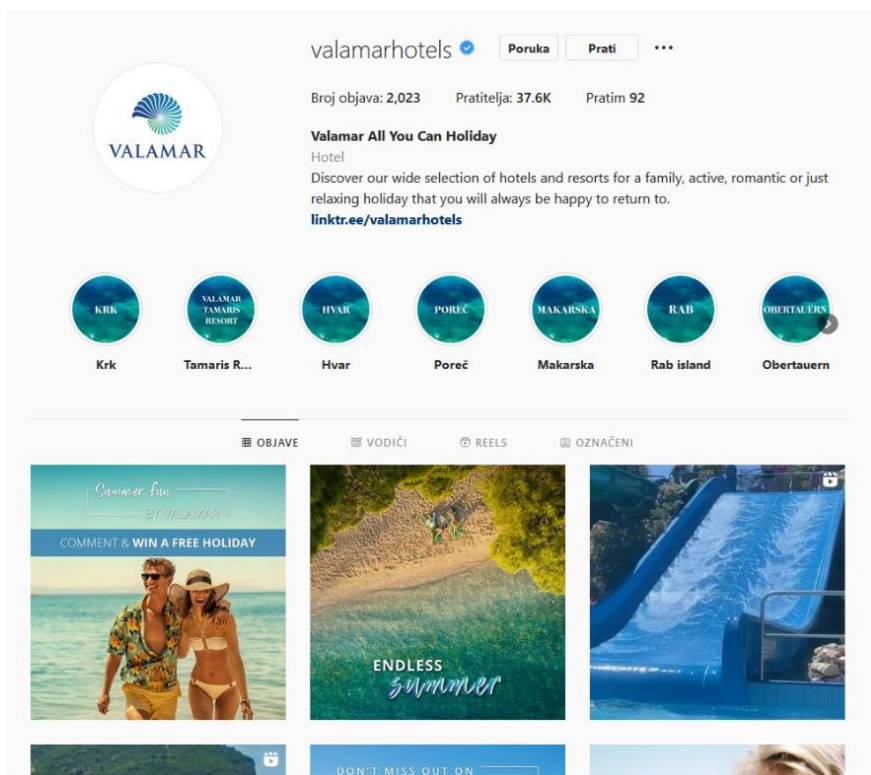 valamarhotels
Poruka
Prati
Broj objava: 2,023
Pratitelja: 37.6K
Pratim 92
VALAMAR
Valamar All You Can Holiday
Hotel
Discover our wide selection of hotels and resorts for a family, active, romantic or just
relaxing holiday that you will always be happy to return to.
linktr.ee/valamarhotels
KRK
VALAMAR
TAMARIS
RESORT
HVAR
POREČ
MAKARSKA
RAB
OBERTAUERN
Krk
Tamaris R...
Hvar
Poreč
Makarska
Rab island
Obertauern
OBJAVE
VODIČI
REELS
OZNAČENI
Summer fun
BY VALAMAR
COMMENT & WIN A FREE HOLIDAY
ENDLESS
summer
DON'T MISS OUT ON